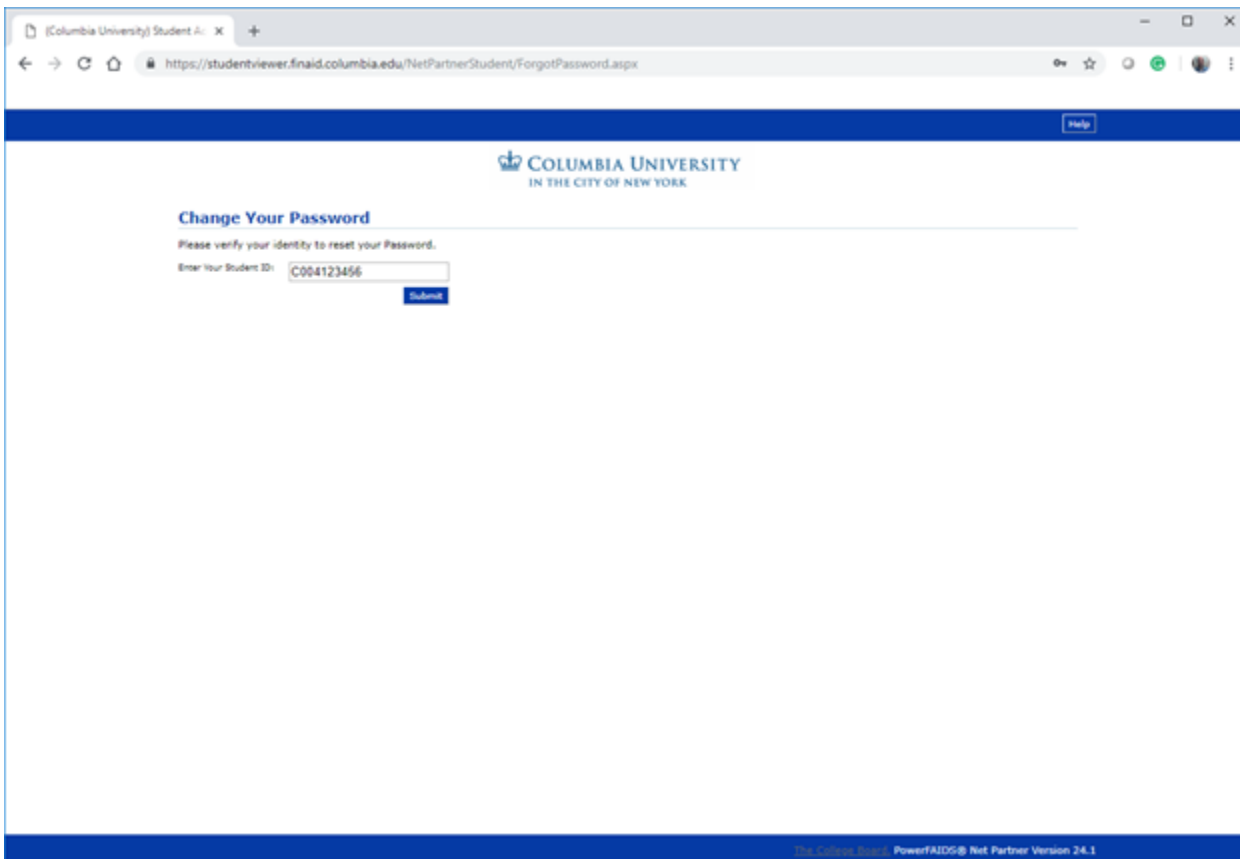 (Columbia University) Student Ac
https://studentviewer.finaid.columbia.edu/NetPartnerStudent/ForgotPassword.aspx
Help
COLUMBIA UNIVERSITY
IN THE CITY OF NEW YORK
Change Your Password
Please verify your identity to reset your Password.
Enter Your Student ID:
C004123456
Submit
The College Board. PowerFAIDS® Net Partner Version 24.1